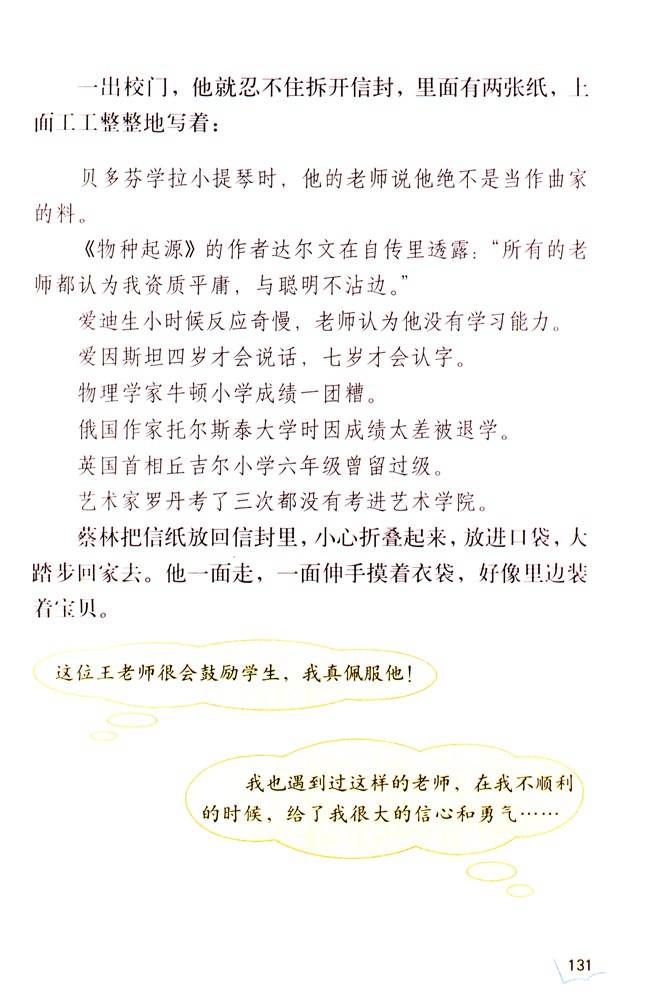 一出校门，他就忍不住拆开信封，里面有两张纸，上
面工工整整地写着：
贝多芬学拉小提琴时，他的老师说他绝不是当作曲家
的料。
《物种起源》的作者达尔文在自传里透露：“所有的老
师都认为我资质平庸，与聪明不沾边。”
爱迪生小时候反应奇慢，老师认为他没有学习能力。
爱因斯坦四岁才会说话，七岁才会认字。
物理学家牛顿小学成绩一团糟。
俄国作家托尔斯泰大学时因成绩太差被退学。
英国首相丘吉尔小学六年级曾留过级。
艺术家罗丹考了三次都没有考进艺术学院。
蔡林把信纸放回信封里，小心折叠起来，放进口袋，大
踏步回家去。他一面走，一面伸手摸着衣袋，好像里边装
着宝贝。
这位王老师很会鼓励学生，我真佩服他！
我也遇到过这样的老师，在我不顺利
的时候，给了我很大的信心和勇气……
131